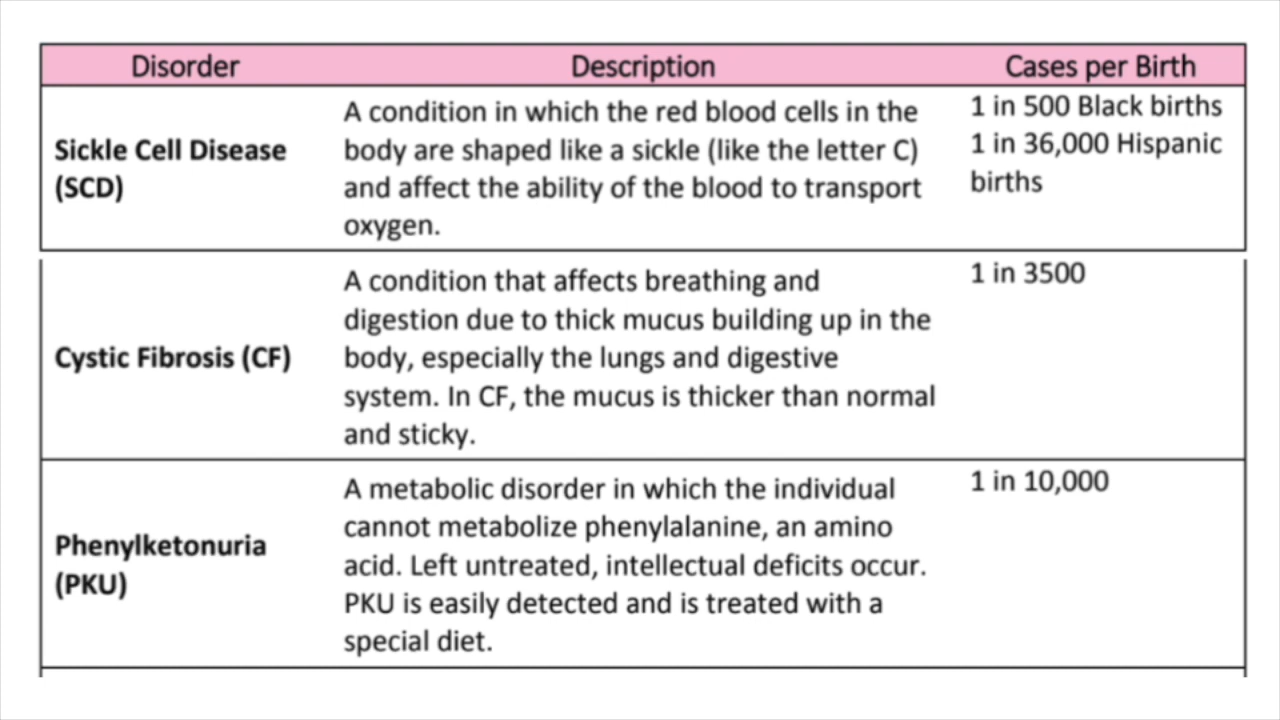 Disorder Description Cases per Birth
Sickle Cell Disease
(SCD)
A condition in which the red blood cells in the
body are shaped like a sickle (like the letter C)
and affect the ability of the blood to transport
oxygen.
1 in 500 Black births
1 in 36,000 Hispanic
births
Cystic Fibrosis (CF)
A condition that affects breathing and
digestion due to thick mucus building up in the
body, especially the lungs and digestive
system. In CF, the mucus is thicker than normal
and sticky.
1 in 3500
Phenylketonuria
(PKU)
A metabolic disorder in which the individual
cannot metabolize phenylalanine, an amino
acid. Left untreated, intellectual deficits occur.
PKU is easily detected and is treated with a
special diet.
1 in 10,000